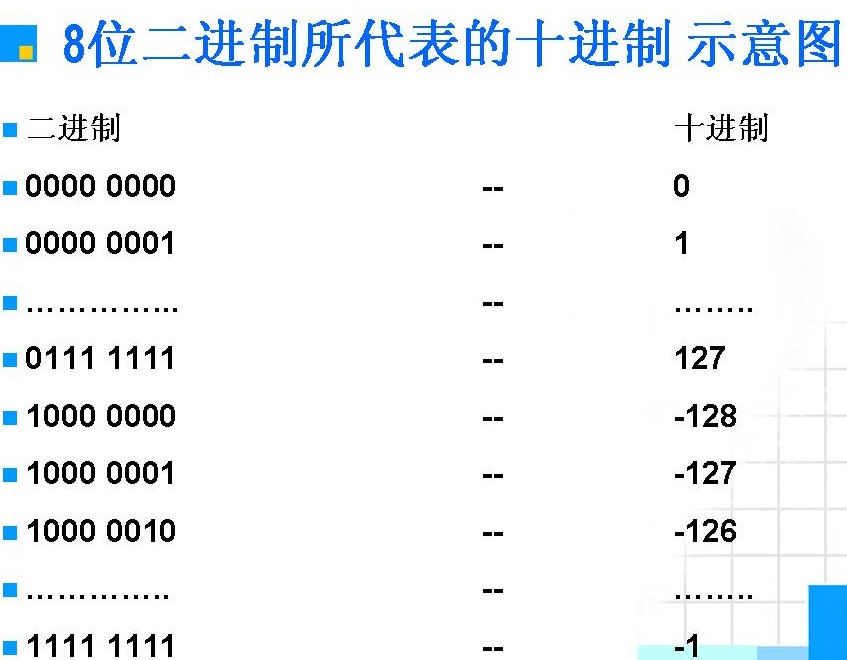 8位二进制所代表的十进制 示意图
二进制 十进制
0000 0000 -- 0
0000 0001 -- 1
…………… -- ……..
0111 1111 -- 127
1000 0000 -- -128
1000 0001 -- -127
1000 0010 -- -126
………….. -- ……..
1111 1111 -- -1